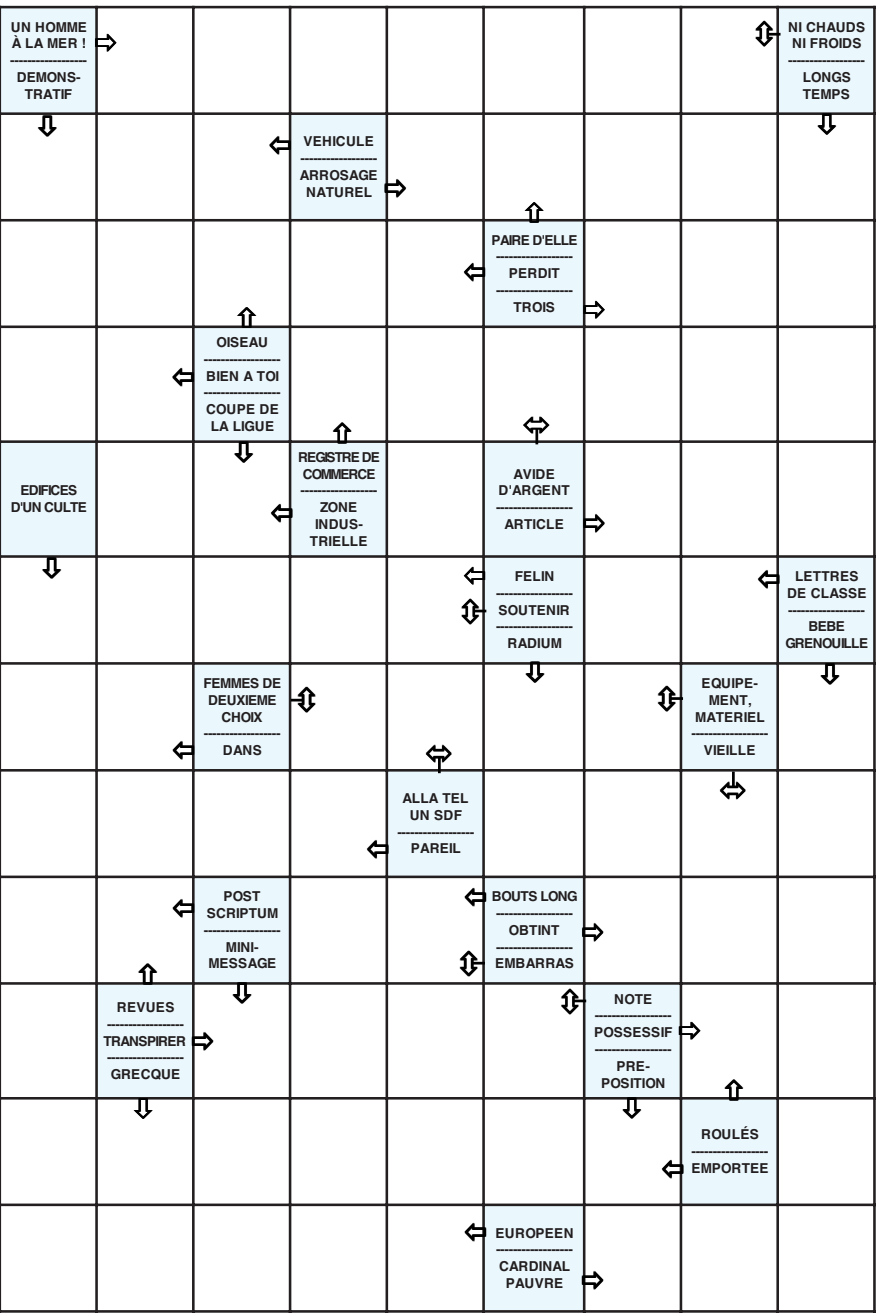 UN HOMME
À LA MER !
DEMONS-
TRATIF
NI CHAUDS
NI FROIDS
LONGS
TEMPS
VEHICULE
ARROSAGE
NATUREL
PAIRE D'ELLE
PERDIT
TROIS
OISEAU
BIEN A TOI
COUPE DE
LA LIGUE
EDIFICES
D'UN CULTE
REGISTRE DE
COMMERCE
ZONE
INDUS-
TRIELLE
AVIDE
D'ARGENT
ARTICLE
FELIN
SOUTENIR
RADIUM
LETTRES
DE CLASSE
BEBE
GRENOUILLE
FEMMES DE
DEUXIEME
CHOIX
DANS
EQUIPE-
MENT,
MATERIEL
VIEILLE
ALLA TEL
UN SDF
PAREIL
POST
SCRIPTUM
MINI-
MESSAGE
BOUTS LONG
OBTINT
EMBARRAS
REVUES
TRANSPIRER
GRECQUE
NOTE
POSSESSIF
PRE-
POSITION
ROULÉS
EMPORTEE
EUROPEEN
CARDINAL
PAUVRE